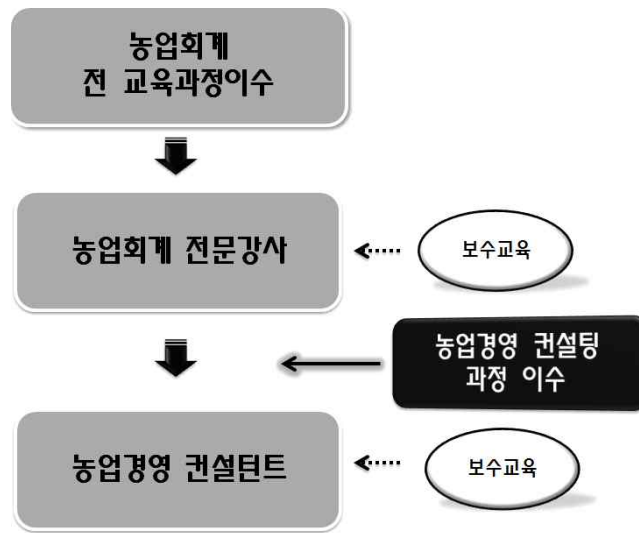 농업회계
전 교육과정이수
농업회계 전문강사
보수교육
농업경영 컨설팅
과정 이수
농업경영 컨설턴트
보수교육